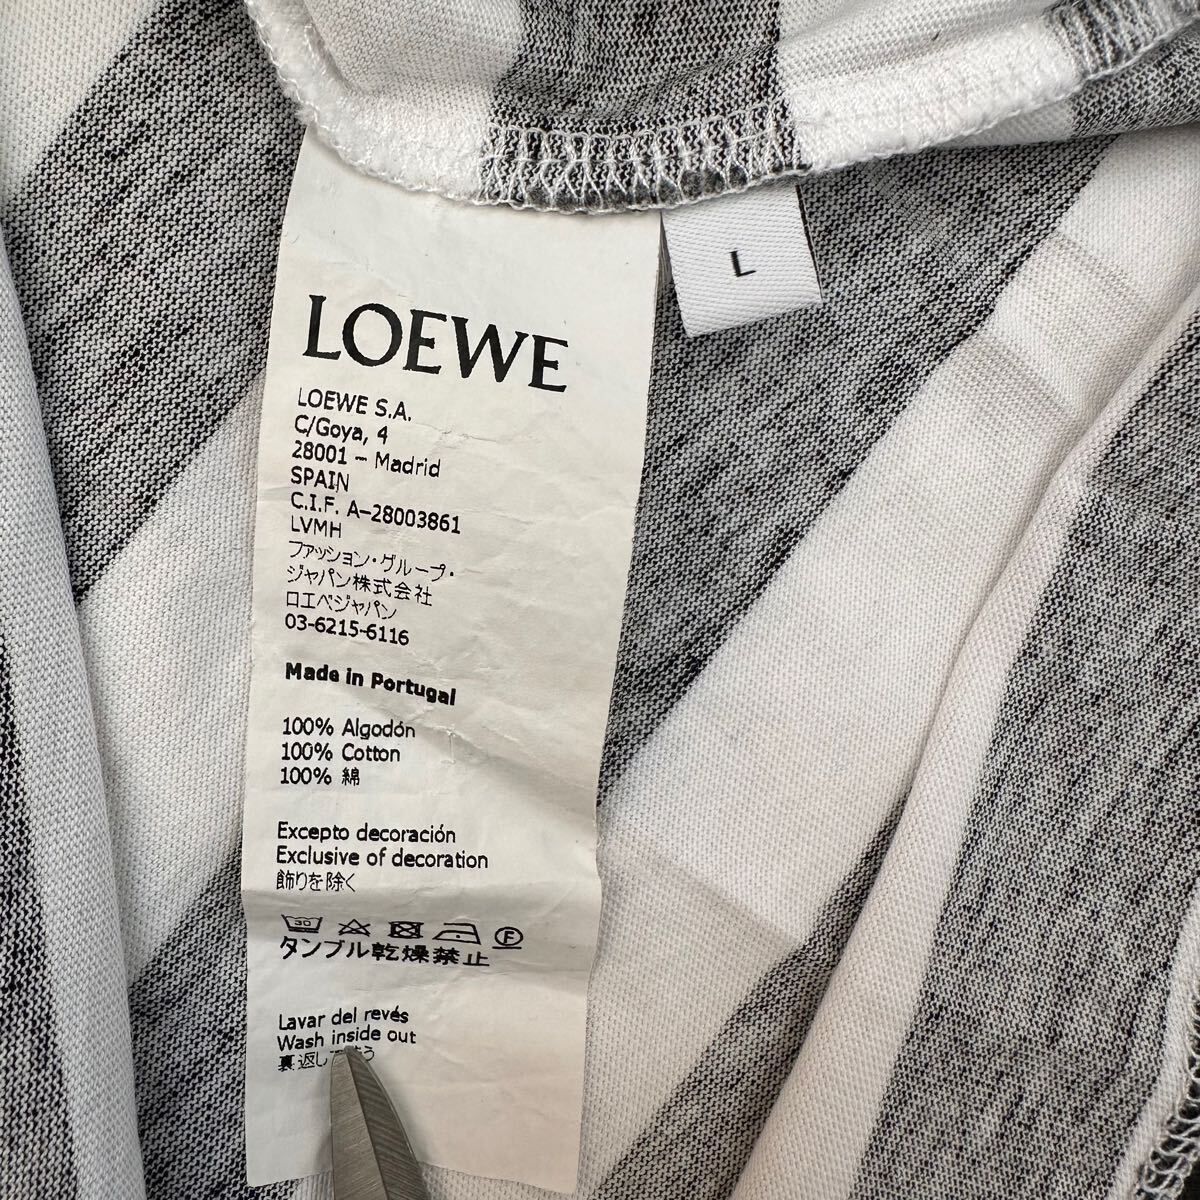 LOEWE
L
LOEWE S.A.
C/Goya, 4
28001 – Madrid
SPAIN
C.I.F. A–28003861
LVMH
ファッション・グループ・
ジャパン株式会社
ロエベジャパン
03-6215-6116
Made in Portugal
100% Algodón
100% Cotton
100% 綿
Excepto decoración
Exclusive of decoration
飾りを除く
30 F
タンブル乾燥禁止
Lavar del revés
Wash inside out
裏返し